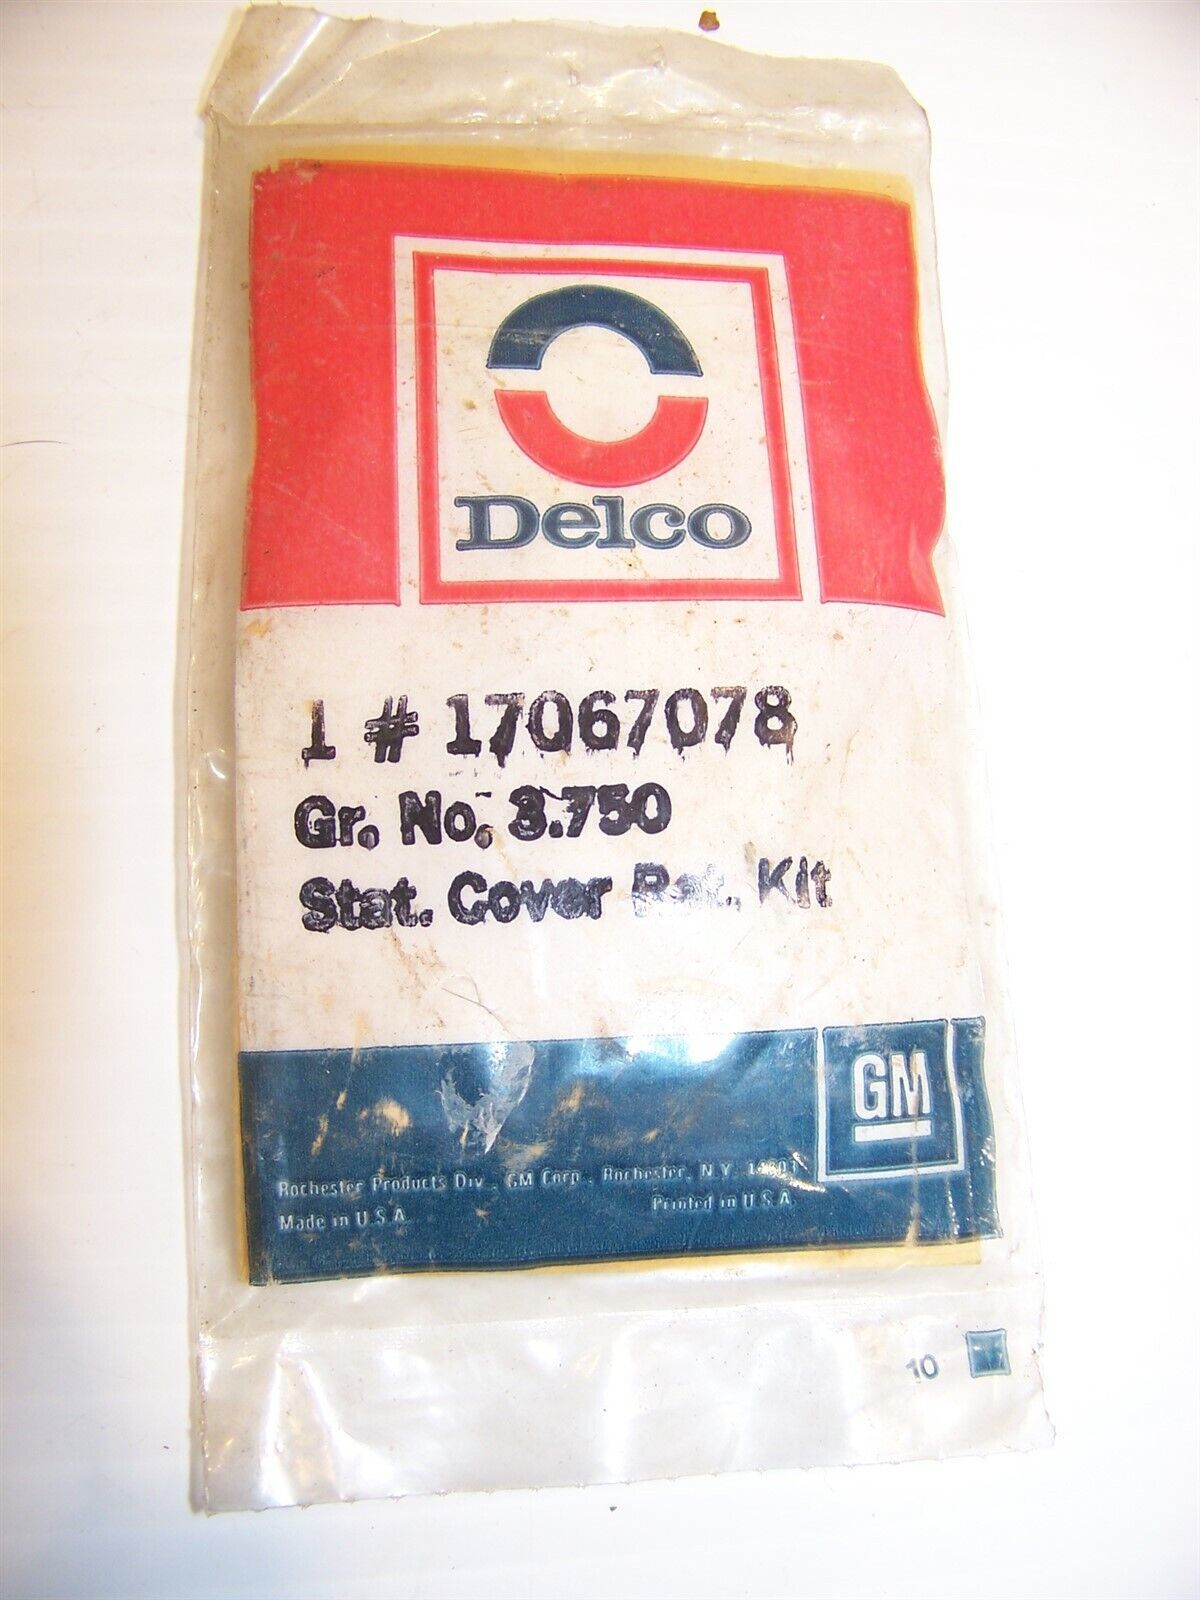 Delco
1 # 17067078
Gr. No. 3.750
Stat. Cover Ret. Kit
GM
Rochester Products Div., GM Corp., Rochester, N.Y.
Made in U.S.A. Printed in U.S.A.
10